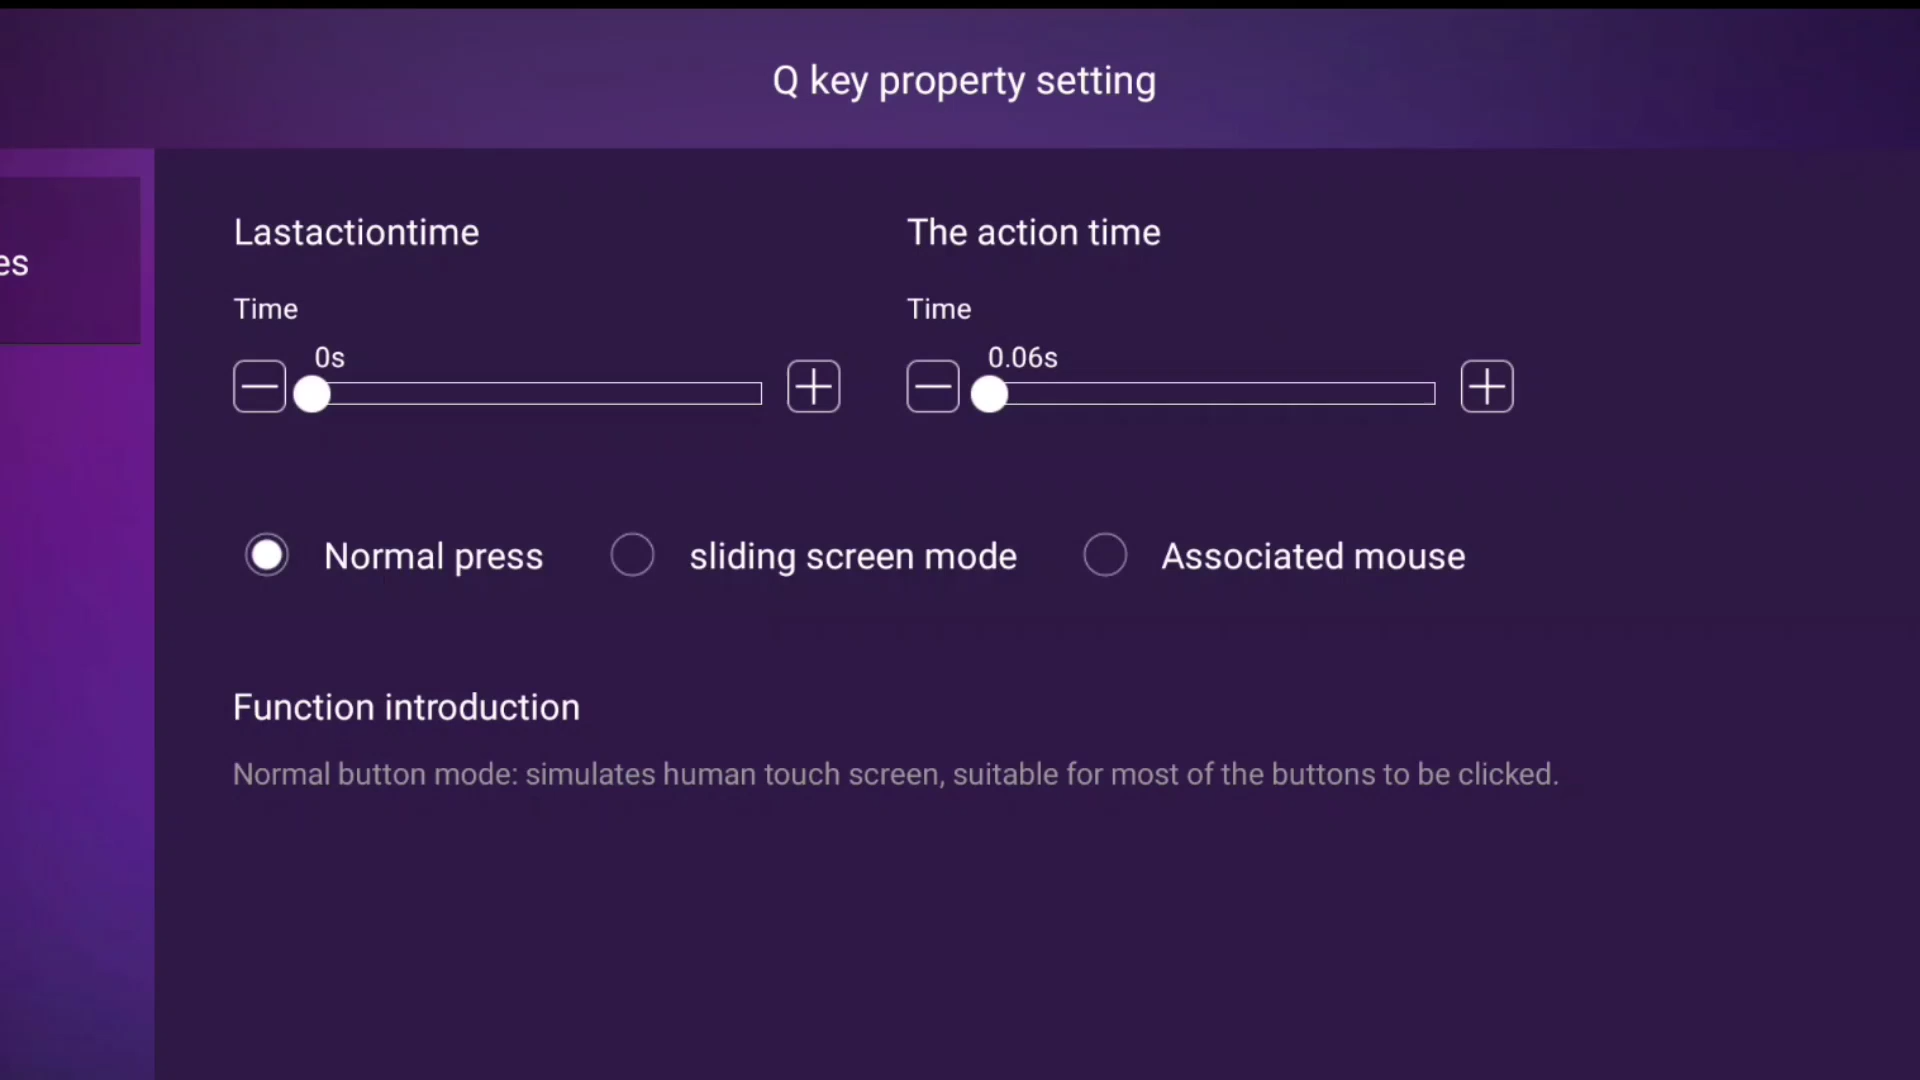 Q key property setting
es
Lastactiontime
The action time
Time
Time
0s
0.06s
Normal press
sliding screen mode
Associated mouse
Function introduction
Normal button mode: simulates human touch screen, suitable for most of the buttons to be clicked.